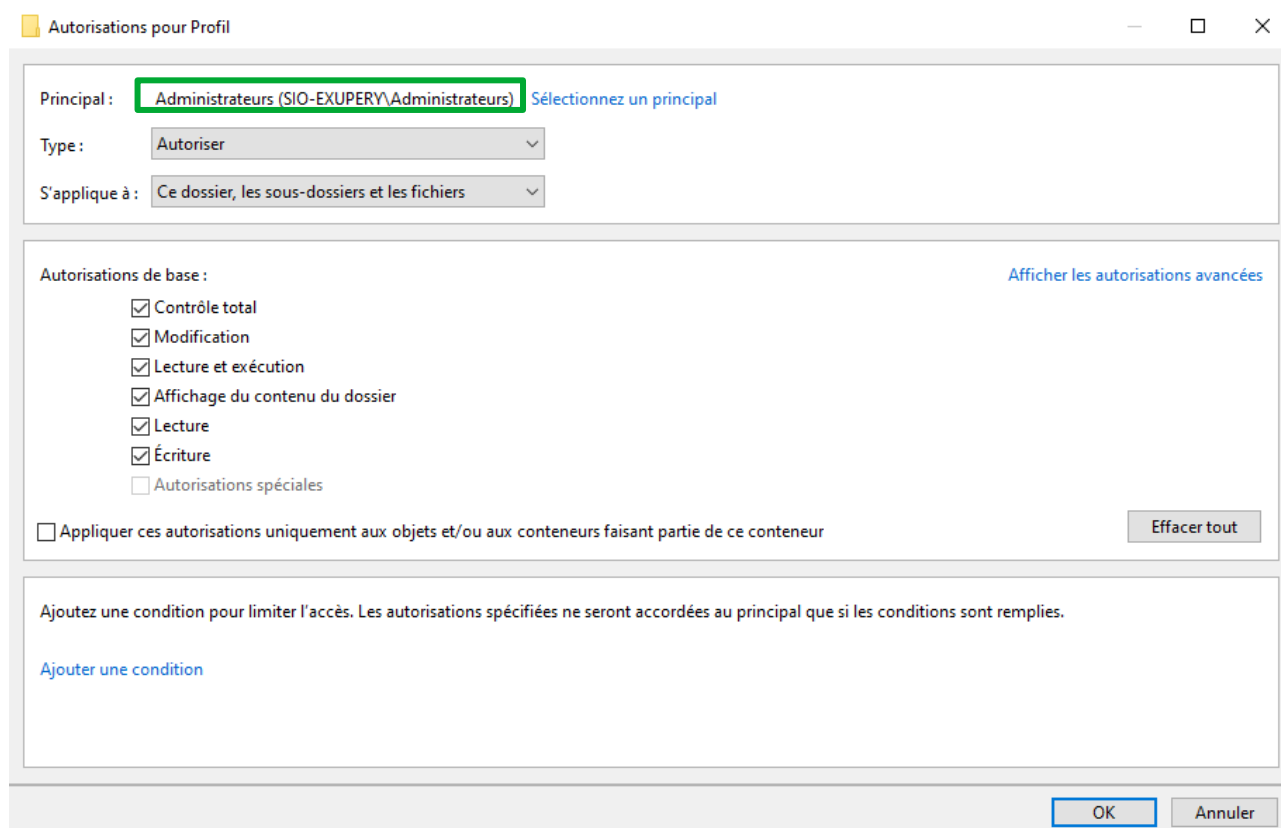 Autorisations pour Profil
Principal : Administrateurs (SIO-EXUPERY\Administrateurs) Sélectionnez un principal
Type : Autoriser
S'applique à : Ce dossier, les sous-dossiers et les fichiers
Autorisations de base : Afficher les autorisations avancées
Contrôle total
Modification
Lecture et exécution
Affichage du contenu du dossier
Lecture
Écriture
Autorisations spéciales
Appliquer ces autorisations uniquement aux objets et/ou aux conteneurs faisant partie de ce conteneur Effacer tout
Ajoutez une condition pour limiter l'accès. Les autorisations spécifiées ne seront accordées au principal que si les conditions sont remplies.
Ajouter une condition
OK Annuler